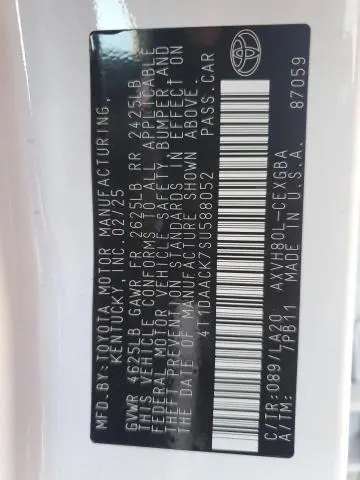 MFD.BY:TOYOTA MOTOR MANUFACTURING,
KENTUCKY, INC. 02/25
GVWR 4625LB GAWR FR 2625LB RR 2425LB
THIS VEHICLE CONFORMS TO ALL APPLICABLE
FEDERAL MOTOR VEHICLE SAFETY, BUMPER,AND
THEFT PREVENTION STANDARDS IN EFFECT ON
THE DATE OF MANUFACTURE SHOWN ABOVE.
4T1DAACK7SU588052 PASS.CAR
C/TR:089/LA20 AXVH80L-CEXGBA
A/TM: 7PB11 MADE IN U.S.A.
87059